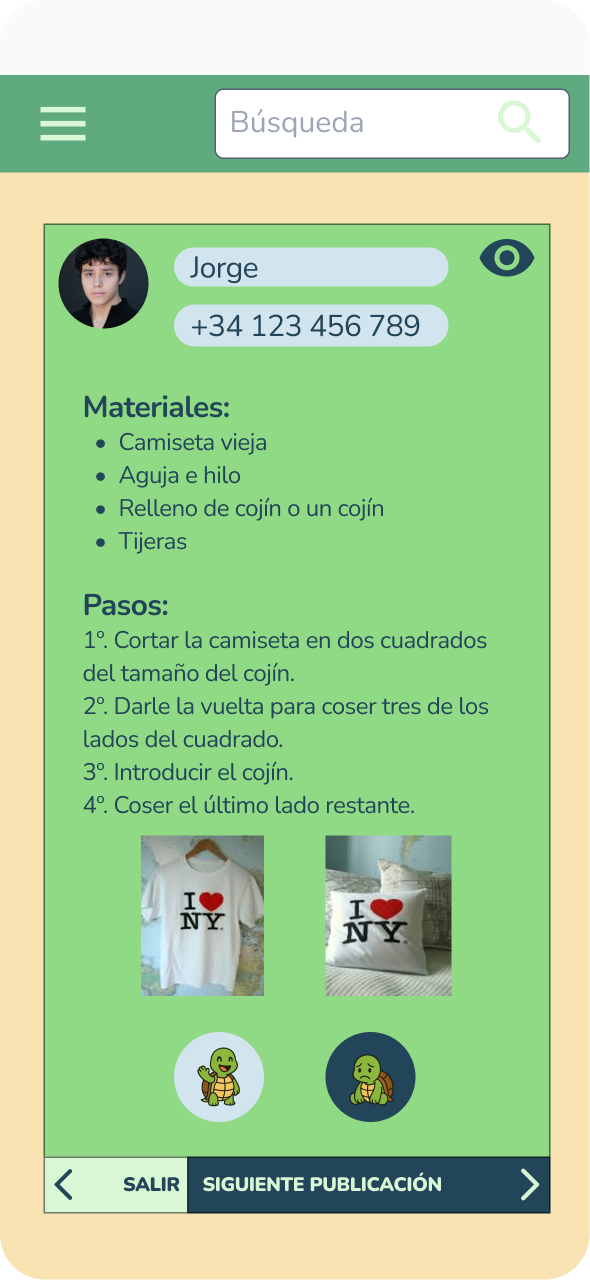 Búsqueda
Jorge
+34 123 456 789
Materiales:
• Camiseta vieja
• Aguja e hilo
• Relleno de cojín o un cojín
• Tijeras
Pasos:
1º. Cortar la camiseta en dos cuadrados
del tamaño del cojín.
2º. Darle la vuelta para coser tres de los
lados del cuadrado.
3º. Introducir el cojín.
4º. Coser el último lado restante.
I
NY
I
NY
SALIR
SIGUIENTE PUBLICACIÓN